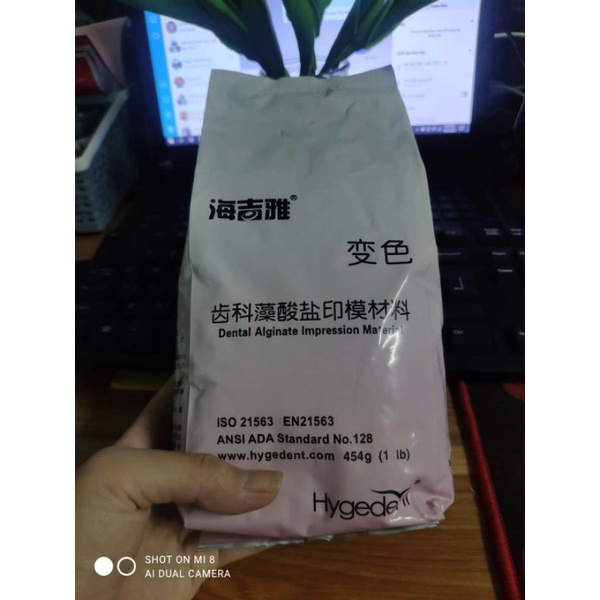 海吉雅®
变色
齿科藻酸盐印模材料
Dental Alginate Impression Material
ISO 21563 EN21563
ANSI ADA Standard No.128
www.hygedent.com 454g (1 lb)
Hygedent
SHOT ON MI 8
AI DUAL CAMERA